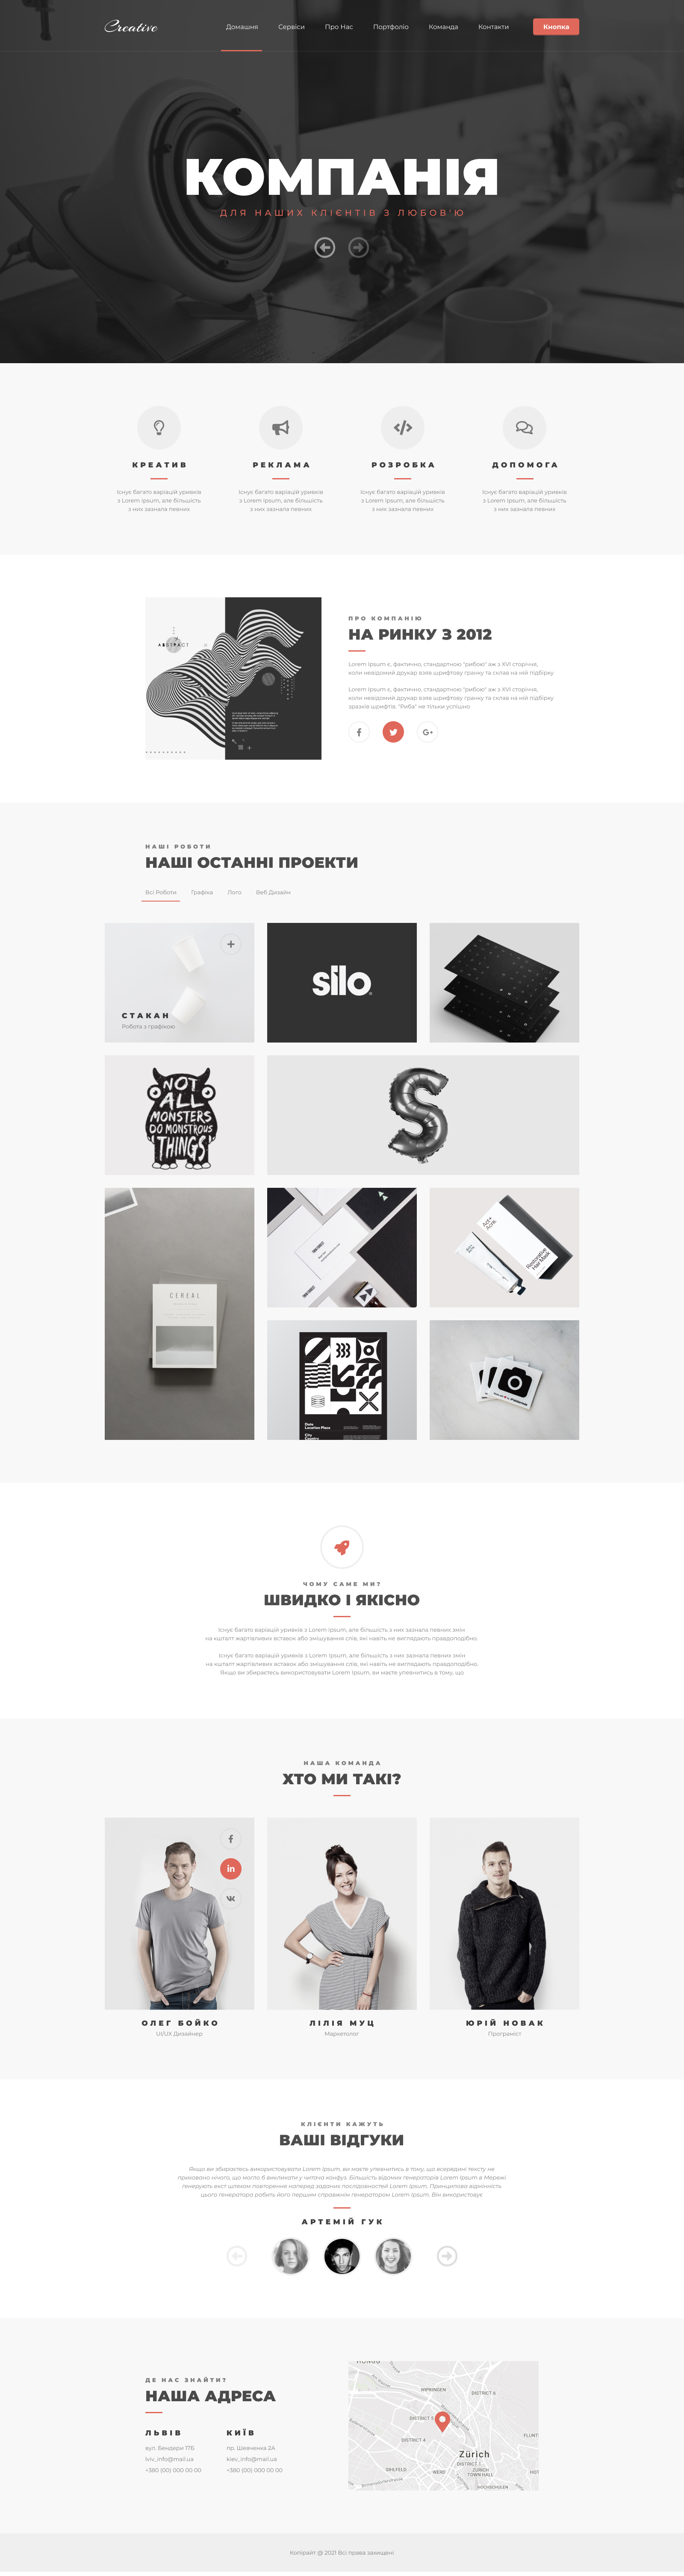 Creative
Домашня
Сервіси
Про Нас
Портфоліо
Команда
Контакти
Кнопка
КОМПАНІЯ
ДЛЯ НАШИХ КЛІЄНТІВ З ЛЮБОВ'Ю
КРЕАТИВ
Існує багато варіацій уривків
з Lorem Ipsum, але більшість
з них зазнала певних
РЕКЛАМА
Існує багато варіацій уривків
з Lorem Ipsum, але більшість
з них зазнала певних
РОЗРОБКА
Існує багато варіацій уривків
з Lorem Ipsum, але більшість
з них зазнала певних
ДОПОМОГА
Існує багато варіацій уривків
з Lorem Ipsum, але більшість
з них зазнала певних
ABSTRACT
ПРО КОМПАНІЮ
НА РИНКУ З 2012
Lorem Ipsum є, фактично, стандартною "рибою" аж з XVI сторіччя,
коли невідомий друкар взяв шрифтову гранку та склав на ній підбірку
Lorem Ipsum є, фактично, стандартною "рибою" аж з XVI сторіччя,
коли невідомий друкар взяв шрифтову гранку та склав на ній підбірку
зразків шрифтів. "Риба" не тільки успішно
НАШІ РОБОТИ
НАШІ ОСТАННІ ПРОЕКТИ
Всі Роботи
Графіка
Лого
Веб Дизайн
СТАКАН
Робота з графікою
silo
NOT
ALL
MONSTERS
DO MONSTROUS
THINGS
CEREAL
Restorative
Hair Mask
Date
Location Place
City
Country
ЧОМУ САМЕ МИ?
ШВИДКО І ЯКІСНО
Існує багато варіацій уривків з Lorem Ipsum, але більшість з них зазнала певних змін
на кшталт жартівливих вставок або змішування слів, які навіть не виглядають правдоподібно.
Існує багато варіацій уривків з Lorem Ipsum, але більшість з них зазнала певних змін
на кшталт жартівливих вставок або змішування слів, які навіть не виглядають правдоподібно.
Якщо ви збираєтесь використовувати Lorem Ipsum, ви маєте упевнитись в тому, що
НАША КОМАНДА
ХТО МИ ТАКІ?
ОЛЕГ БОЙКО
UI/UX Дизайнер
ЛІЛІЯ МУЦ
Маркетолог
ЮРІЙ НОВАК
Програміст
КЛІЄНТИ КАЖУТЬ
ВАШІ ВІДГУКИ
Якщо ви збираєтесь використовувати Lorem Ipsum, ви маєте упевнитись в тому, що всередині тексту не
приховано нічого, що могло б викликати у читача конфуз. Більшість відомих генераторів Lorem Ipsum в Мережі
генерують текст шляхом повторення наперед заданих послідовностей Lorem Ipsum. Принципова відмінність
цього генератора робить його першим справжнім генератором Lorem Ipsum. Він використовує
АРТЕМІЙ ГУК
ДЕ НАС ЗНАЙТИ?
НАША АДРЕСА
ЛЬВІВ
вул. Бендери 17Б
lviv_info@mail.ua
+380 (00) 000 00 00
КИЇВ
пр. Шевченка 2А
kiev_info@mail.ua
+380 (00) 000 00 00
WIPKINGEN
DISTRICT 6
DISTRICT 5
FLUNT
DISTRICT 4
Zürich
DISTRICT 1
SIHLFELD
WERD
ZÜRICH
TOWN HALL
HOT
HOCHSCHULEN
Копірайт @ 2021 Всі права захищені